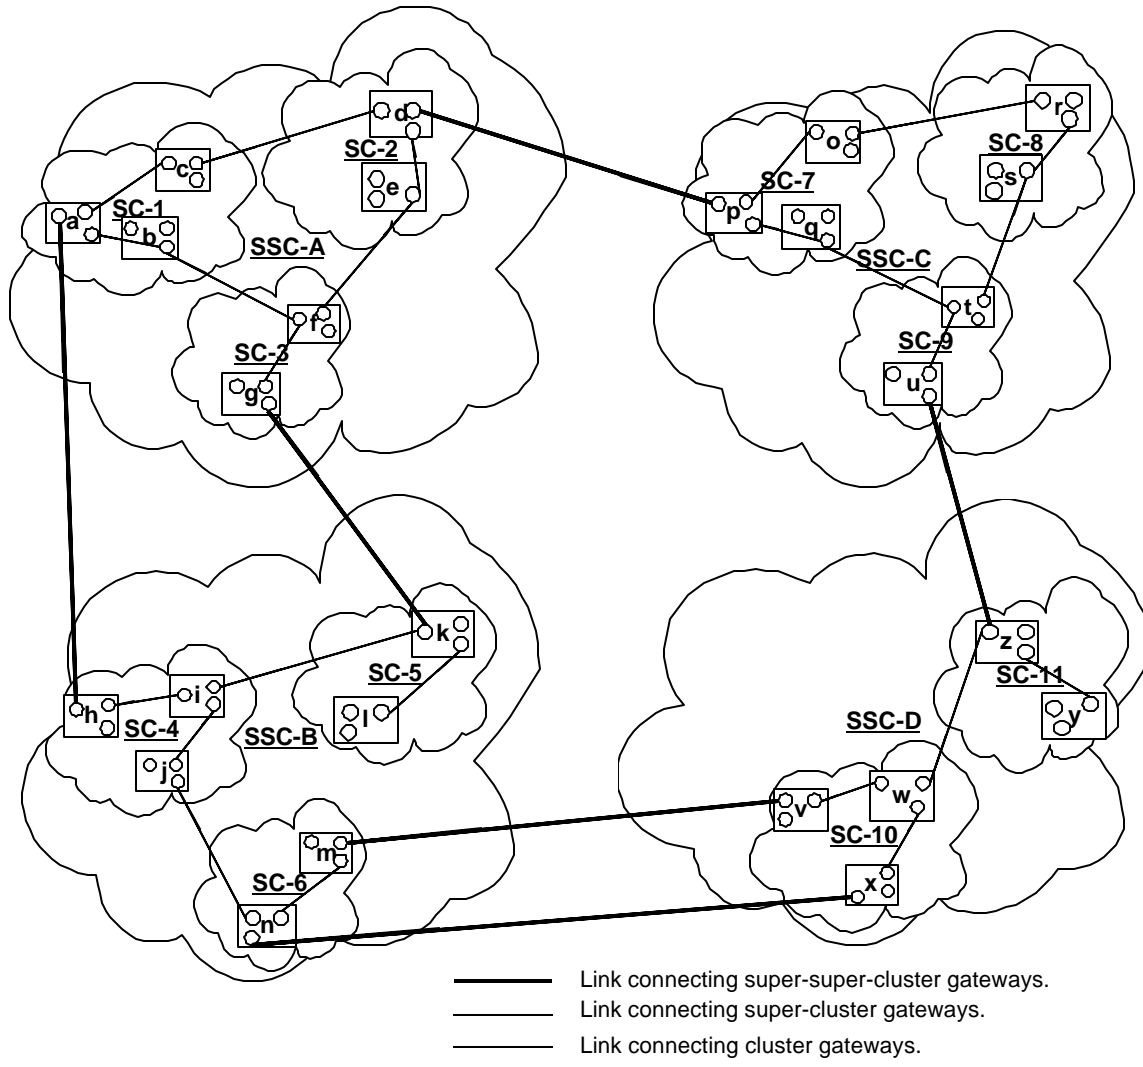 d
r
o
SC-2
SC-8
c
e
s
SC-7
SC-1
a
p
b
q
SSC-A
SSC-C
f
t
SC-3
SC-9
g
u
k
z
SC-5
SC-11
i
h
l
y
SC-4
SSC-B
SSC-D
j
w
v
SC-10
m
SC-6
x
n
Link connecting super-super-cluster gateways.
Link connecting super-cluster gateways.
Link connecting cluster gateways.